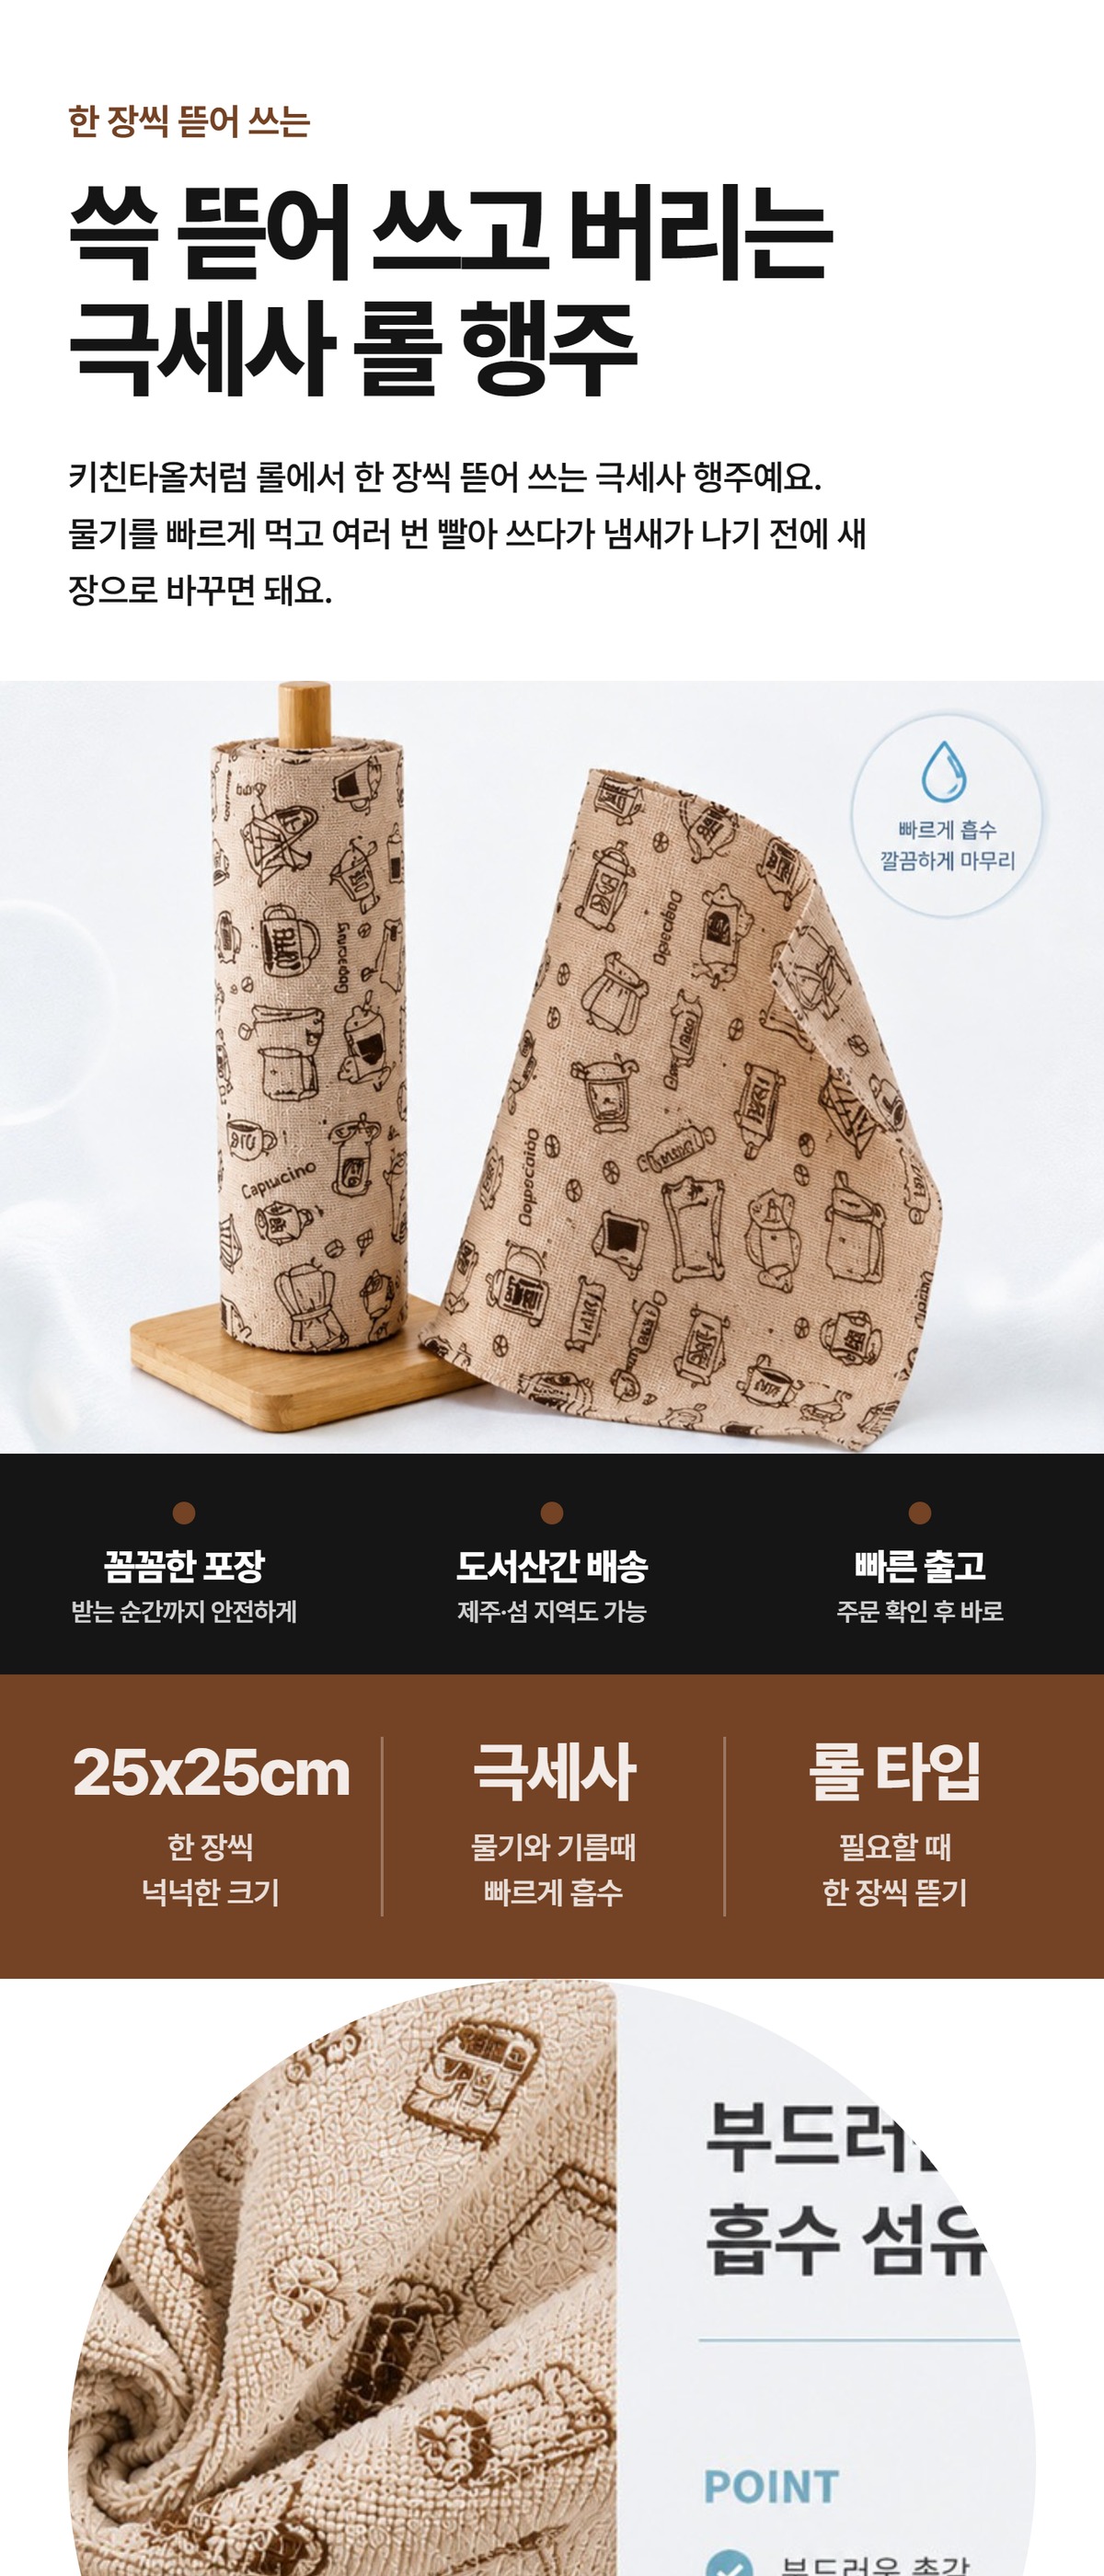 한 장씩 뜯어 쓰는
쓱 뜯어 쓰고 버리는
극세사 롤 행주
키친타올처럼 롤에서 한 장씩 뜯어 쓰는 극세사 행주예요.
물기를 빠르게 먹고 여러 번 빨아 쓰다가 냄새가 나기 전에 새
장으로 바꾸면 돼요.
빠르게 흡수
깔끔하게 마무리
Capucino
꼼꼼한 포장
받는 순간까지 안전하게
도서산간 배송
제주·섬 지역도 가능
빠른 출고
주문 확인 후 바로
25x25cm
한 장씩
넉넉한 크기
극세사
물기와 기름때
빠르게 흡수
롤 타입
필요할 때
한 장씩 뜯기
흡수 섬유
POINT
부드러운 촉감